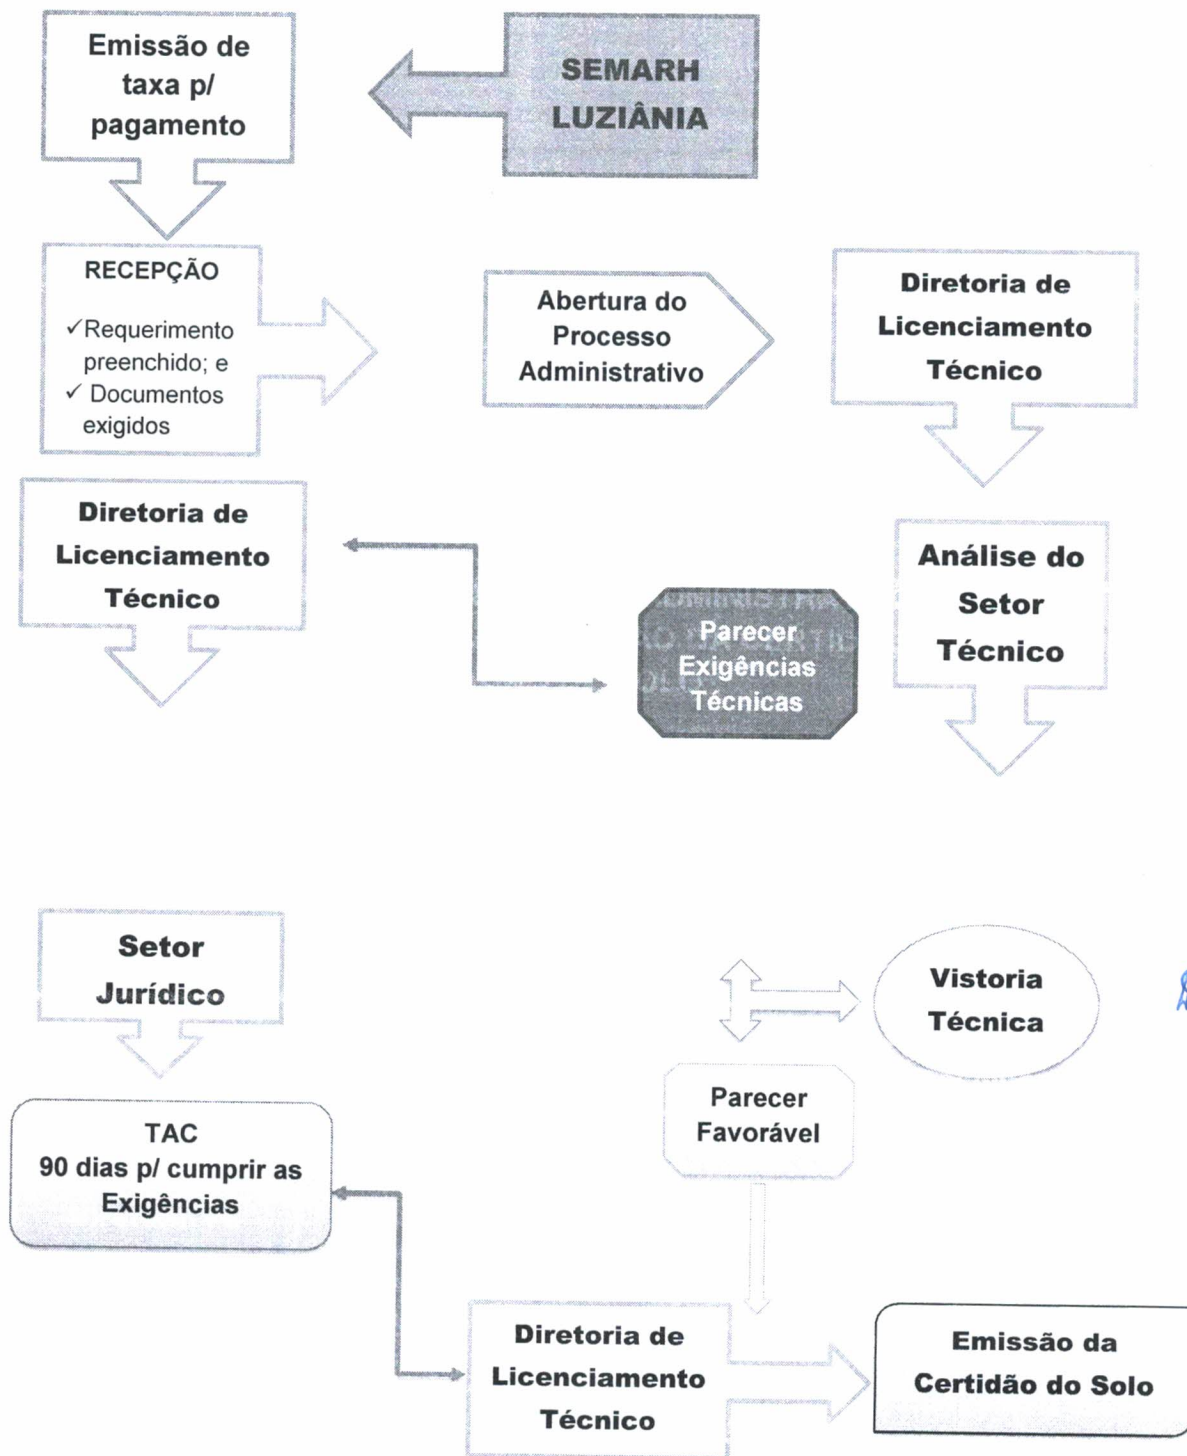 Emissão de
taxa p/
pagamento
SEMARH
LUZIÂNIA
RECEPÇÃO
✓Requerimento
preenchido; e
✓ Documentos
exigidos
Abertura do
Processo
Administrativo
Diretoria de
Licenciamento
Técnico
Diretoria de
Licenciamento
Técnico
Parecer
Exigências
Técnicas
Análise do
Setor
Técnico
Setor
Jurídico
Vistoria
Técnica
Parecer
Favorável
TAC
90 dias p/ cumprir as
Exigências
Diretoria de
Licenciamento
Técnico
Emissão da
Certidão do Solo